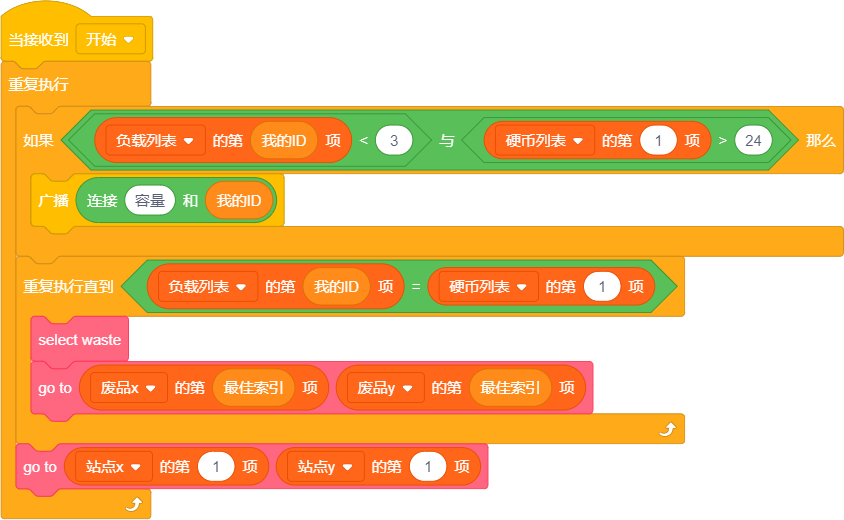 当接收到 开始
重复执行
如果 负载列表 的第 我的ID 项 < 3 与 硬币列表 的第 1 项 > 24 那么
广播 连接 容量 和 我的ID
重复执行直到 负载列表 的第 我的ID 项 = 硬币列表 的第 1 项
select waste
go to 废品x 的第 最佳索引 项 废品y 的第 最佳索引 项
go to 站点x 的第 1 项 站点y 的第 1 项